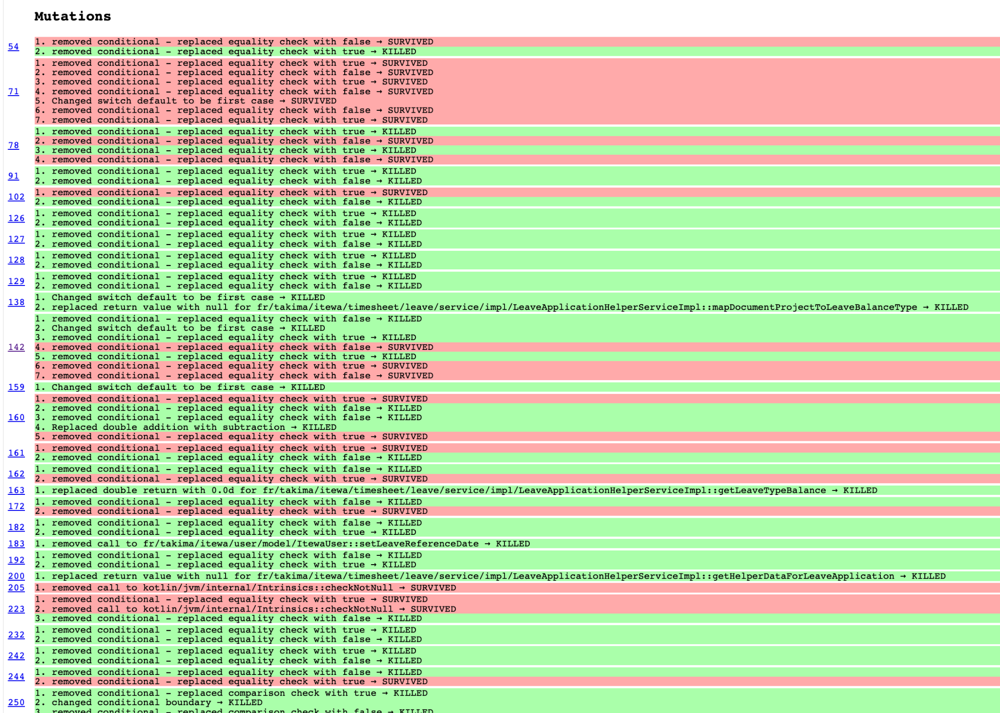 Mutations
54
1. removed conditional - replaced equality check with false → SURVIVED
2. removed conditional - replaced equality check with true → KILLED
71
1. removed conditional - replaced equality check with true → SURVIVED
2. removed conditional - replaced equality check with false → SURVIVED
3. removed conditional - replaced equality check with true → SURVIVED
4. removed conditional - replaced equality check with false → SURVIVED
5. Changed switch default to be first case → SURVIVED
6. removed conditional - replaced equality check with false → SURVIVED
7. removed conditional - replaced equality check with true → SURVIVED
78
1. removed conditional - replaced equality check with true → KILLED
2. removed conditional - replaced equality check with false → SURVIVED
3. removed conditional - replaced equality check with true → KILLED
4. removed conditional - replaced equality check with false → SURVIVED
91
1. removed conditional - replaced equality check with true → KILLED
2. removed conditional - replaced equality check with false → KILLED
102
1. removed conditional - replaced equality check with true → SURVIVED
2. removed conditional - replaced equality check with false → KILLED
126
1. removed conditional - replaced equality check with true → KILLED
2. removed conditional - replaced equality check with false → KILLED
127
1. removed conditional - replaced equality check with true → KILLED
2. removed conditional - replaced equality check with false → KILLED
128
1. removed conditional - replaced equality check with true → KILLED
2. removed conditional - replaced equality check with false → KILLED
129
1. removed conditional - replaced equality check with true → KILLED
2. removed conditional - replaced equality check with false → KILLED
138
1. Changed switch default to be first case → KILLED
2. replaced return value with null for fr/takima/itewa/timesheet/leave/service/impl/LeaveApplicationHelperServiceImpl::mapDocumentProjectToLeaveBalanceType → KILLED
142
1. removed conditional - replaced equality check with false → KILLED
2. Changed switch default to be first case → KILLED
3. removed conditional - replaced equality check with true → KILLED
4. removed conditional - replaced equality check with false → SURVIVED
5. removed conditional - replaced equality check with true → KILLED
6. removed conditional - replaced equality check with true → SURVIVED
7. removed conditional - replaced equality check with false → SURVIVED
159
1. Changed switch default to be first case → KILLED
160
1. removed conditional - replaced equality check with true → SURVIVED
2. removed conditional - replaced equality check with false → KILLED
3. removed conditional - replaced equality check with false → KILLED
4. Replaced double addition with subtraction → KILLED
5. removed conditional - replaced equality check with true → SURVIVED
161
1. removed conditional - replaced equality check with true → SURVIVED
2. removed conditional - replaced equality check with false → KILLED
162
1. removed conditional - replaced equality check with false → KILLED
2. removed conditional - replaced equality check with true → SURVIVED
163
1. replaced double return with 0.0d for fr/takima/itewa/timesheet/leave/service/impl/LeaveApplicationHelperServiceImpl::getLeaveTypeBalance → KILLED
172
1. removed conditional - replaced equality check with false → KILLED
2. removed conditional - replaced equality check with true → SURVIVED
182
1. removed conditional - replaced equality check with false → KILLED
2. removed conditional - replaced equality check with true → KILLED
183
1. removed call to fr/takima/itewa/user/model/ItewaUser::setLeaveReferenceDate → KILLED
192
1. removed conditional - replaced equality check with false → KILLED
2. removed conditional - replaced equality check with true → KILLED
200
1. replaced return value with null for fr/takima/itewa/timesheet/leave/service/impl/LeaveApplicationHelperServiceImpl::getHelperDataForLeaveApplication → KILLED
205
1. removed call to kotlin/jvm/internal/Intrinsics::checkNotNull → SURVIVED
223
1. removed conditional - replaced equality check with true → SURVIVED
2. removed call to kotlin/jvm/internal/Intrinsics::checkNotNull → SURVIVED
3. removed conditional - replaced equality check with false → KILLED
232
1. removed conditional - replaced equality check with true → KILLED
2. removed conditional - replaced equality check with false → KILLED
242
1. removed conditional - replaced equality check with true → KILLED
2. removed conditional - replaced equality check with false → KILLED
244
1. removed conditional - replaced equality check with false → KILLED
2. removed conditional - replaced equality check with true → SURVIVED
250
1. removed conditional - replaced comparison check with true → KILLED
2. changed conditional boundary → KILLED
3. removed conditional - replaced comparison check with false → KILLED